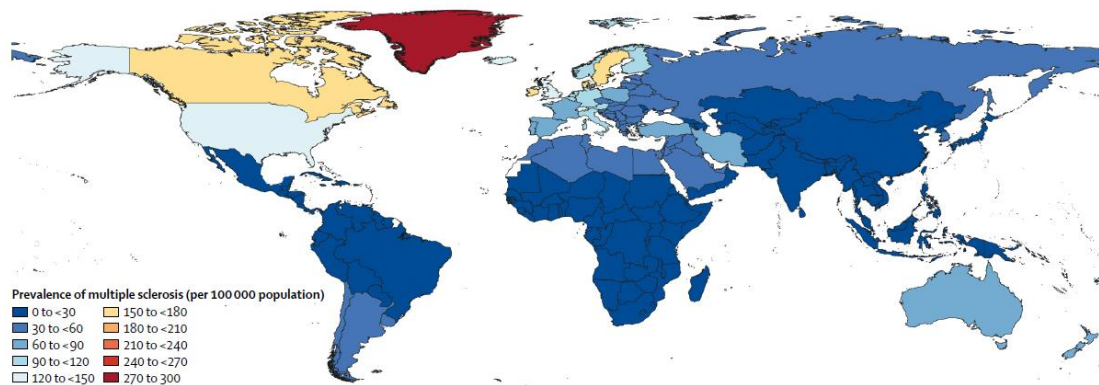 Prevalence of multiple sclerosis (per 100 000 population)
0 to <30
30 to <60
60 to <90
90 to <120
120 to <150
150 to <180
180 to <210
210 to <240
240 to <270
270 to 300